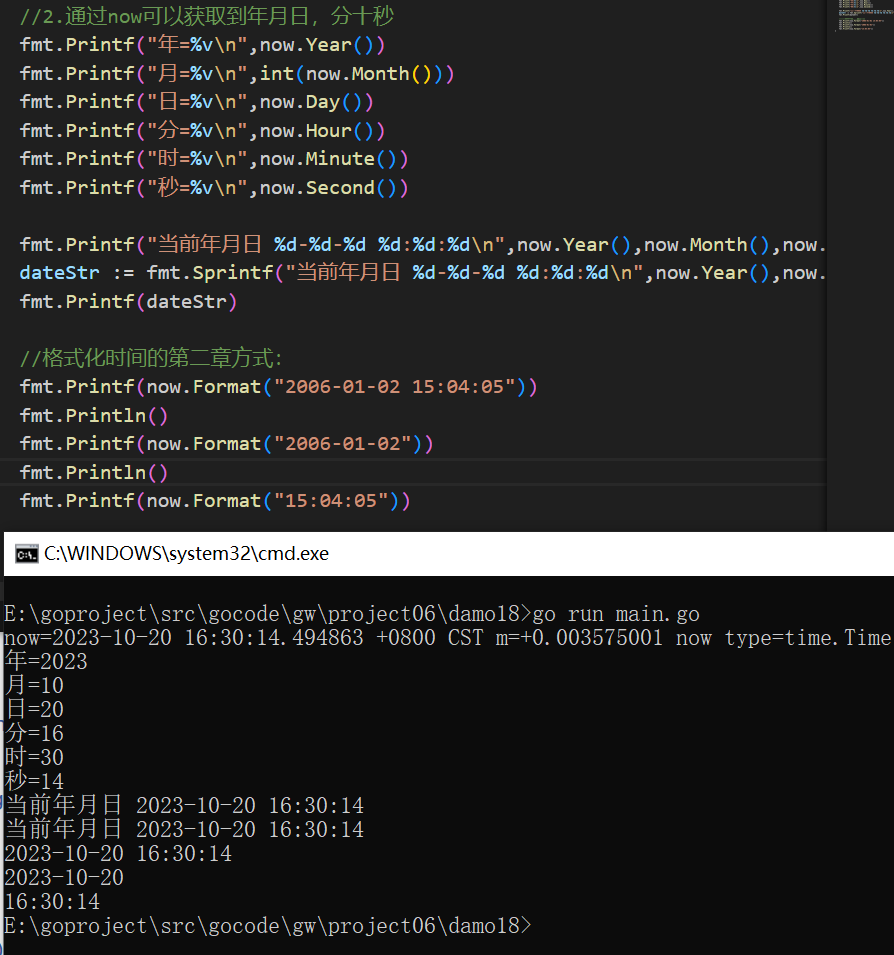 //2.通过now可以获取到年月日，分十秒
fmt.Printf("年=%v\n",now.Year())
fmt.Printf("月=%v\n",int(now.Month()))
fmt.Printf("日=%v\n",now.Day())
fmt.Printf("分=%v\n",now.Hour())
fmt.Printf("时=%v\n",now.Minute())
fmt.Printf("秒=%v\n",now.Second())
fmt.Printf("当前年月日 %d-%d-%d %d:%d:%d\n",now.Year(),now.Month(),now.
dateStr := fmt.Sprintf("当前年月日 %d-%d-%d %d:%d:%d\n",now.Year(),now.
fmt.Printf(dateStr)
//格式化时间的第二章方式:
fmt.Printf(now.Format("2006-01-02 15:04:05"))
fmt.Println()
fmt.Printf(now.Format("2006-01-02"))
fmt.Println()
fmt.Printf(now.Format("15:04:05"))
C:\WINDOWS\system32\cmd.exe
E:\goproject\src\gocode\gw\project06\damo18>go run main.go
now=2023-10-20 16:30:14.494863 +0800 CST m=+0.003575001 now type=time.Time
年=2023
月=10
日=20
分=16
时=30
秒=14
当前年月日 2023-10-20 16:30:14
当前年月日 2023-10-20 16:30:14
2023-10-20 16:30:14
2023-10-20
16:30:14
E:\goproject\src\gocode\gw\project06\damo18>